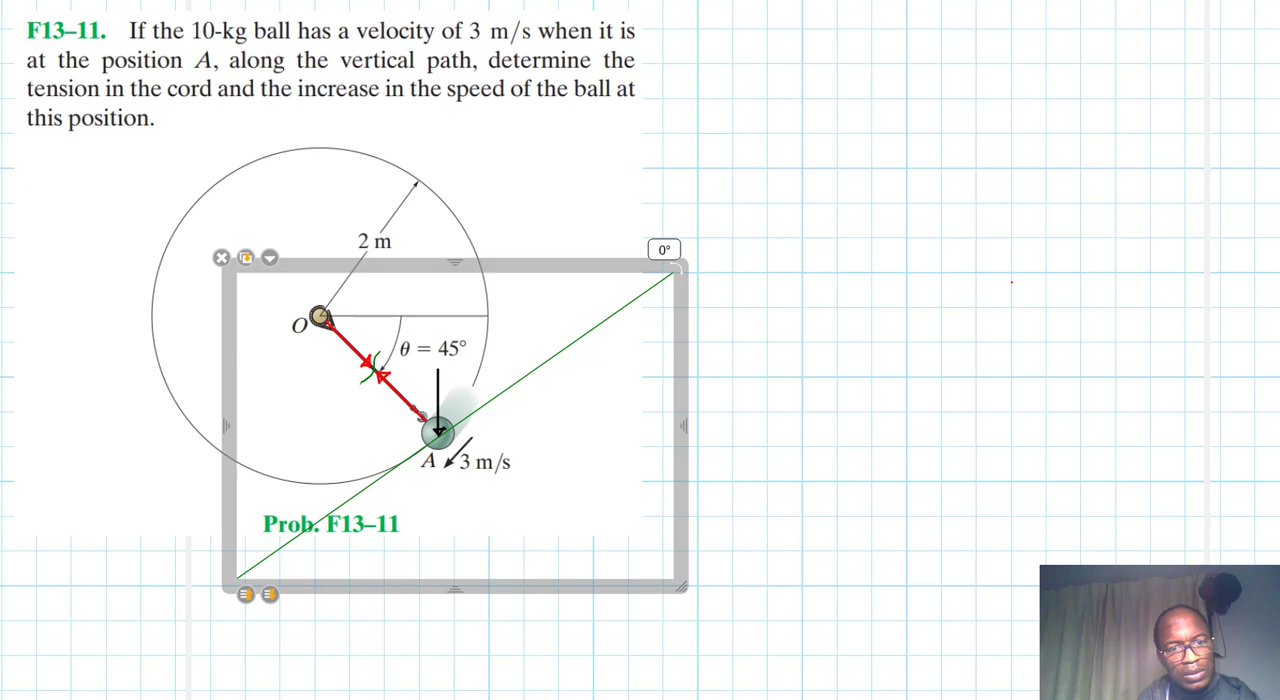 F13–11. If the 10-kg ball has a velocity of 3 m/s when it is
at the position A, along the vertical path, determine the
tension in the cord and the increase in the speed of the ball at
this position.
0°
2 m
O
θ = 45°
A
3 m/s
Prob. F13–11